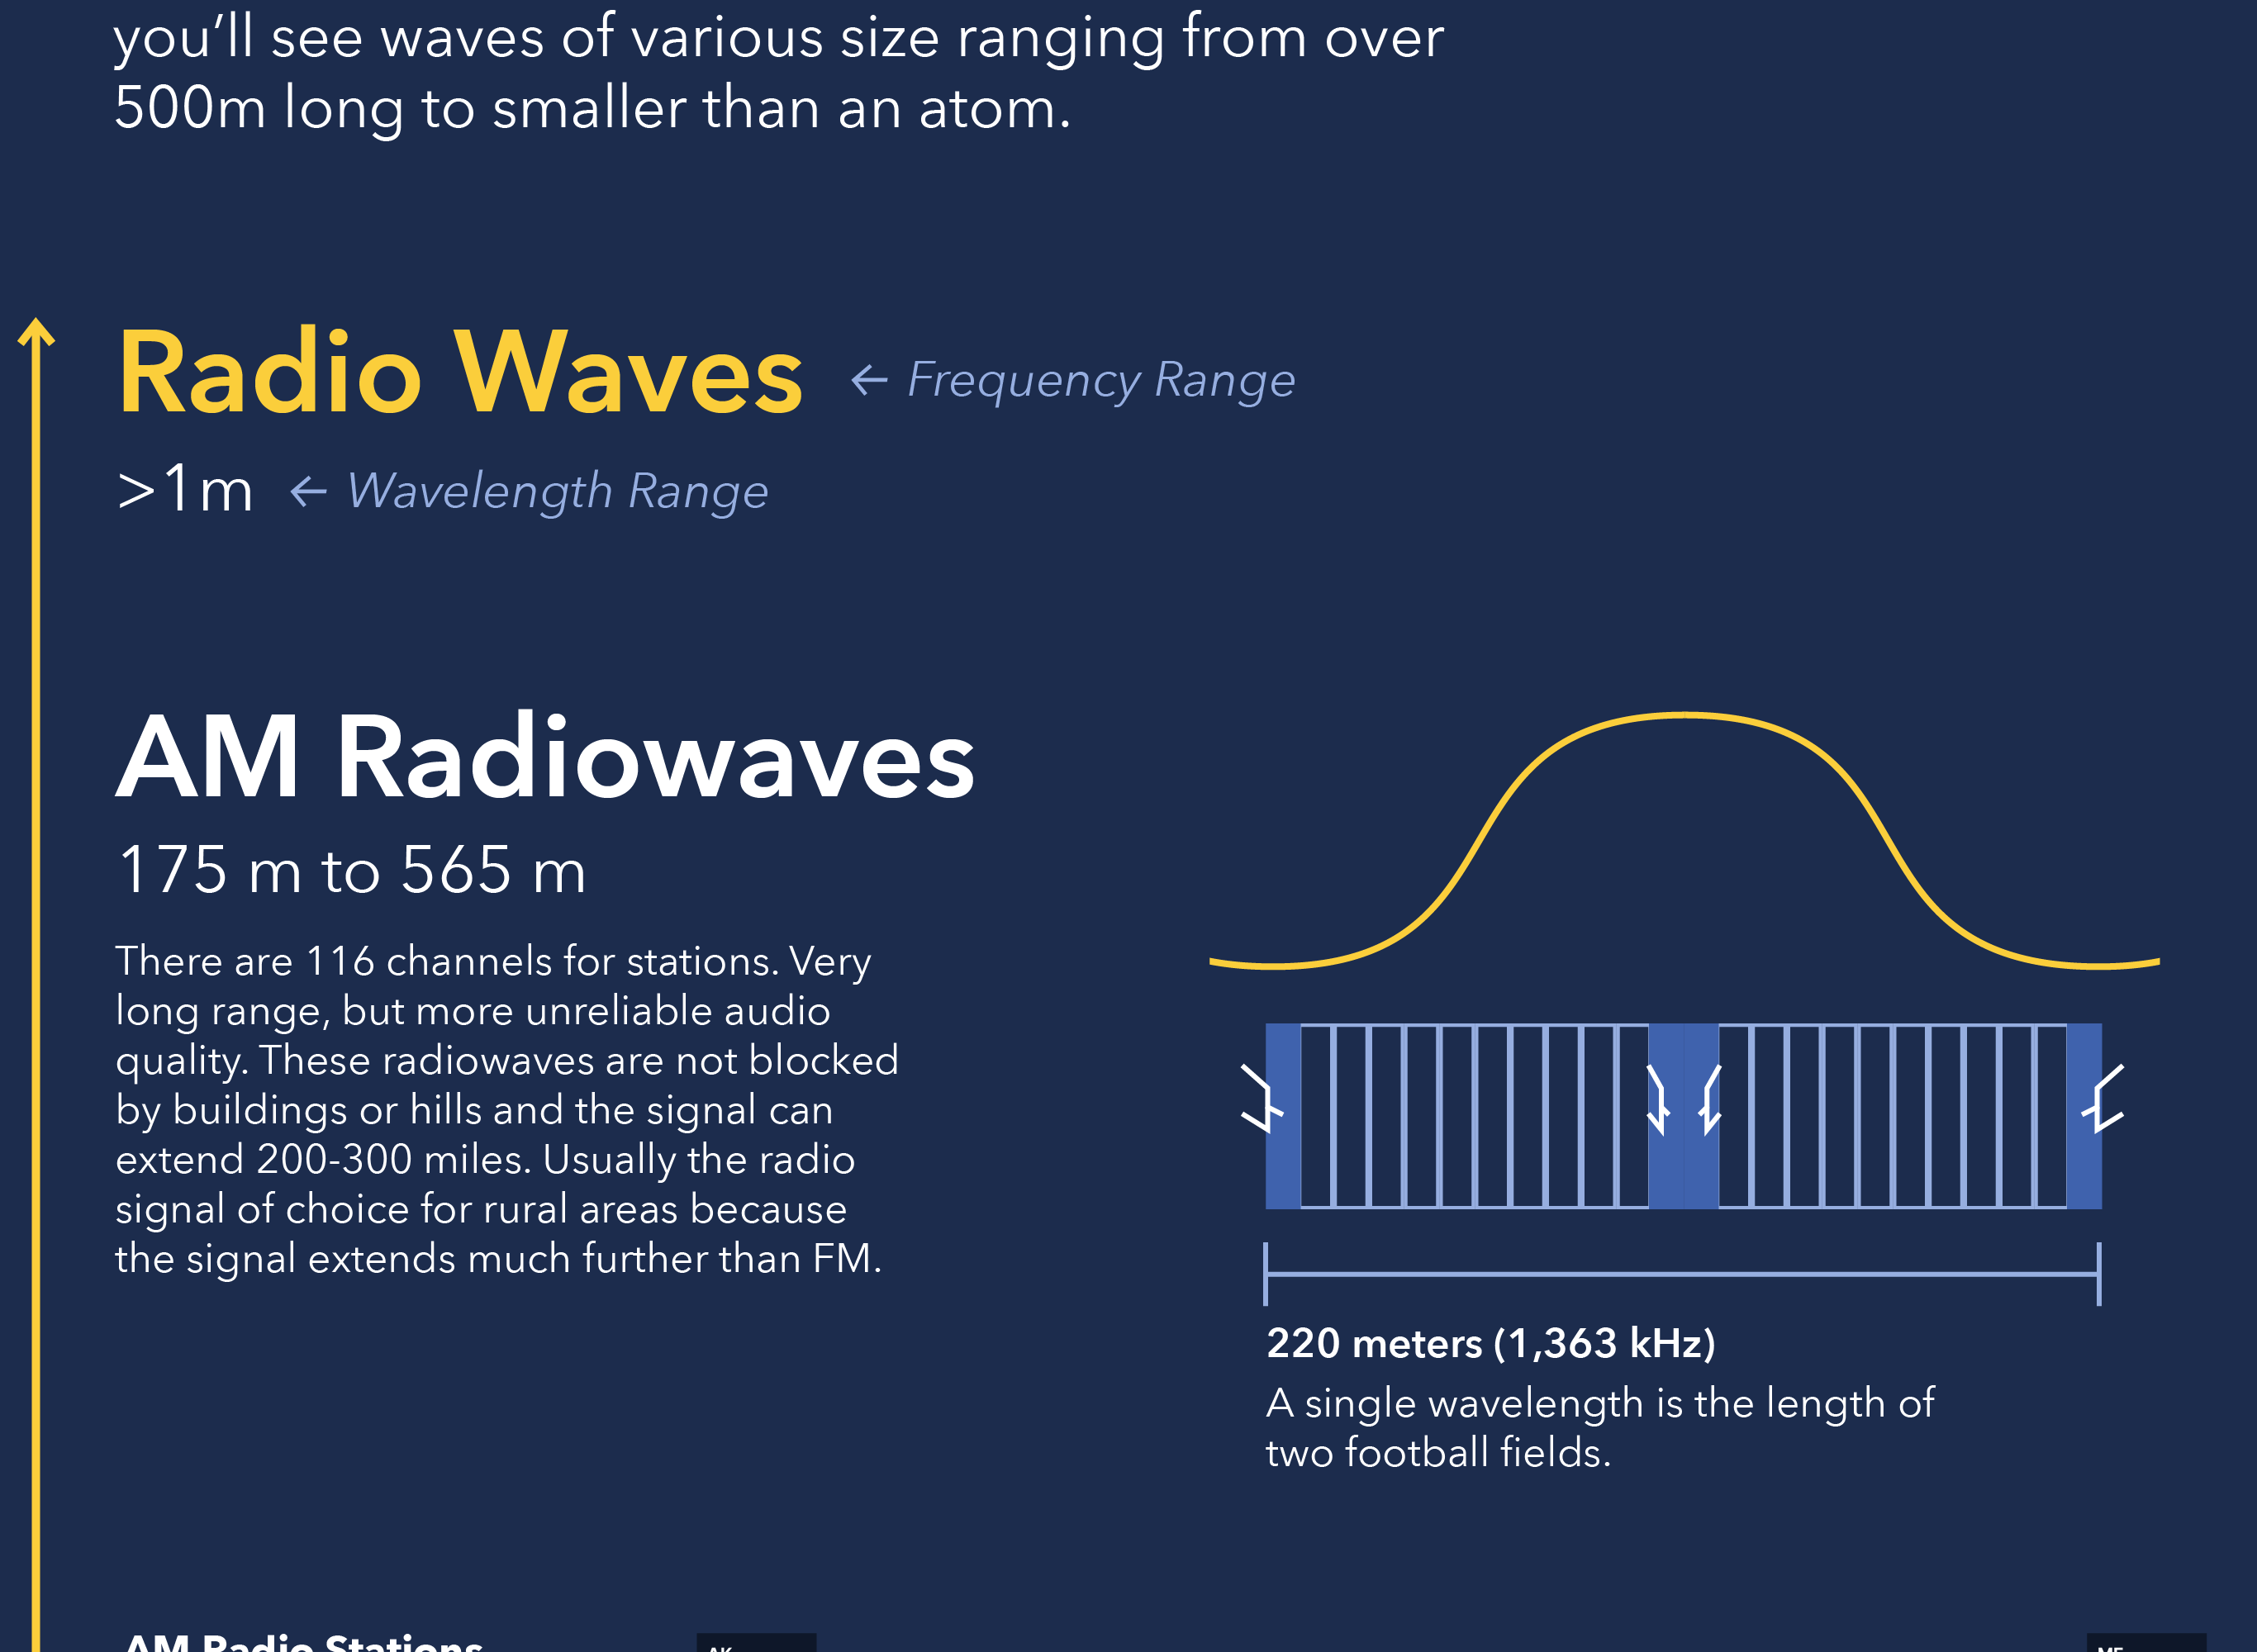 you’ll see waves of various size ranging from over
500m long to smaller than an atom.
Radio Waves ← Frequency Range
>1m ← Wavelength Range
AM Radiowaves
175 m to 565 m
There are 116 channels for stations. Very
long range, but more unreliable audio
quality. These radiowaves are not blocked
by buildings or hills and the signal can
extend 200-300 miles. Usually the radio
signal of choice for rural areas because
the signal extends much further than FM.
220 meters (1,363 kHz)
A single wavelength is the length of
two football fields.
AM Radio Stations
AK
ME